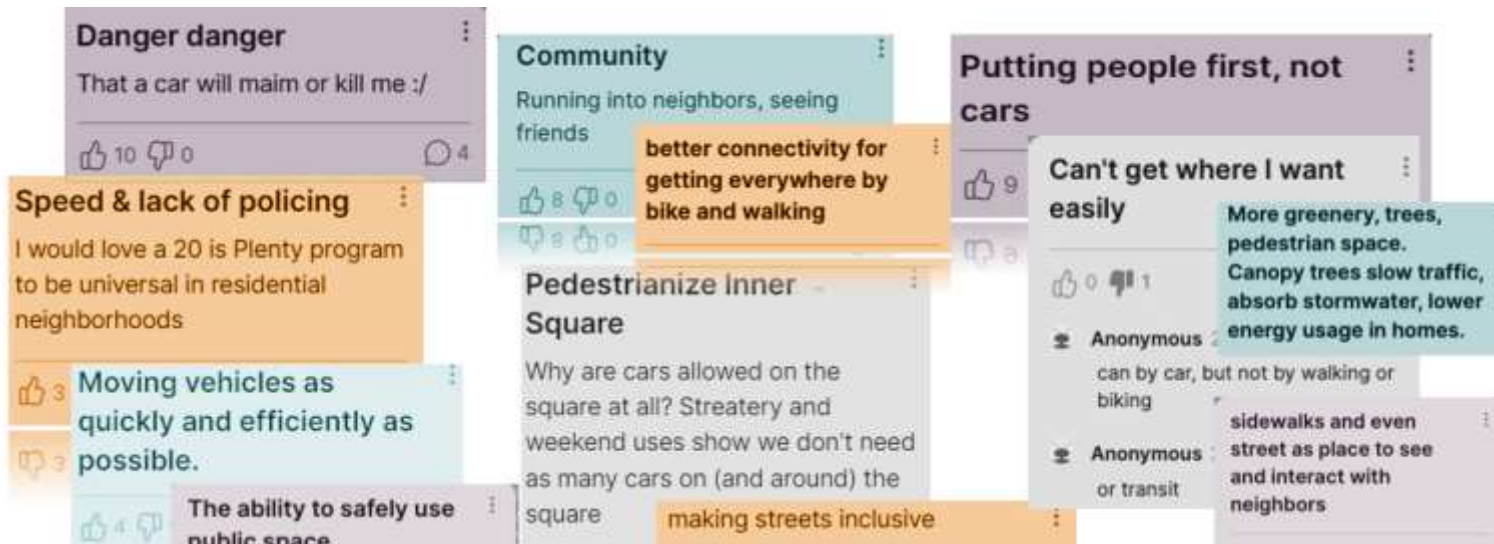 Danger danger
That a car will maim or kill me :/
10 0 4
Speed & lack of policing
I would love a 20 is Plenty program
to be universal in residential
neighborhoods
3
3
Moving vehicles as
quickly and efficiently as
possible.
4
The ability to safely use
public space
Community
Running into neighbors, seeing
friends
8 0
8 0
better connectivity for
getting everywhere by
bike and walking
Pedestrianize Inner
Square
Why are cars allowed on the
square at all? Streatery and
weekend uses show we don't need
as many cars on (and around) the
square
making streets inclusive
Putting people first, not
cars
9
Can't get where I want
easily
0 1
Anonymous
can by car, but not by walking or
biking
Anonymous
or transit
More greenery, trees,
pedestrian space.
Canopy trees slow traffic,
absorb stormwater, lower
energy usage in homes.
sidewalks and even
street as place to see
and interact with
neighbors